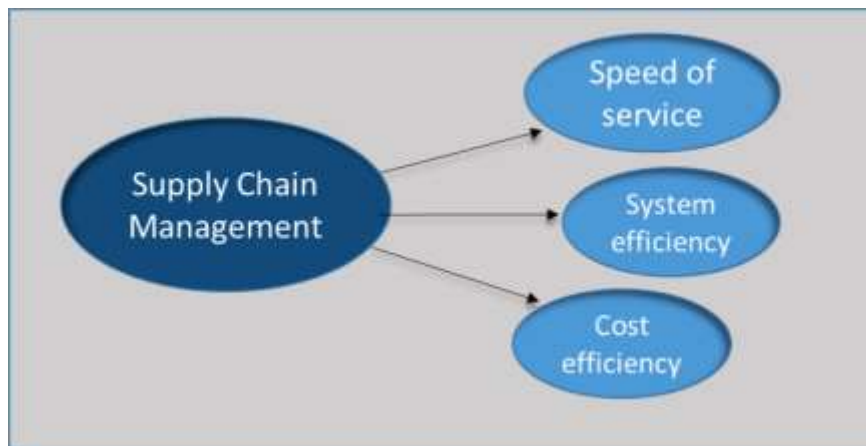 Supply Chain
Management
Speed of
service
System
efficiency
Cost
efficiency